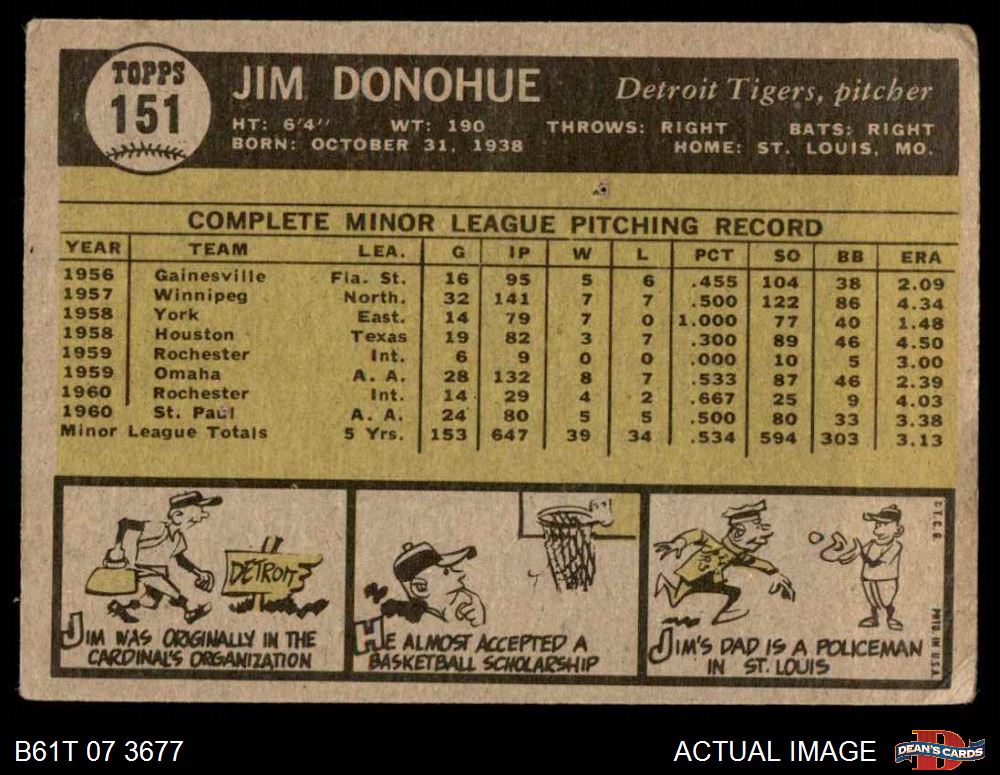 TOPPS
151
JIM DONOHUE
Detroit Tigers, pitcher
HT: 6'4" WT: 190 THROWS: RIGHT BATS: RIGHT
BORN: OCTOBER 31, 1938 HOME: ST. LOUIS, MO.
COMPLETE MINOR LEAGUE PITCHING RECORD
YEAR TEAM LEA. G IP W L PCT SO BB ERA
1956 Gainesville Fla. St. 16 95 5 6 .455 104 38 2.09
1957 Winnipeg North. 32 141 7 7 .500 122 86 4.34
1958 York East. 14 79 7 0 1.000 77 40 1.48
1958 Houston Texas 19 82 3 7 .300 89 46 4.50
1959 Rochester Int. 6 9 0 0 .000 10 5 3.00
1959 Omaha A. A. 28 132 8 7 .533 87 46 2.39
1960 Rochester Int. 14 29 4 2 .667 25 9 4.03
1960 St. Paul A. A. 24 80 5 5 .500 80 33 3.38
Minor League Totals 5 Yrs. 153 647 39 34 .534 594 303 3.13
DETROIT
JIM WAS ORIGINALLY IN THE
CARDINAL'S ORGANIZATION
HE ALMOST ACCEPTED A
BASKETBALL SCHOLARSHIP
JIM'S DAD IS A POLICEMAN
IN ST. LOUIS
© T.C.G.
PRTD. IN U.S.A.
B61T 07 3677
ACTUAL IMAGE
DEAN'S CARDS